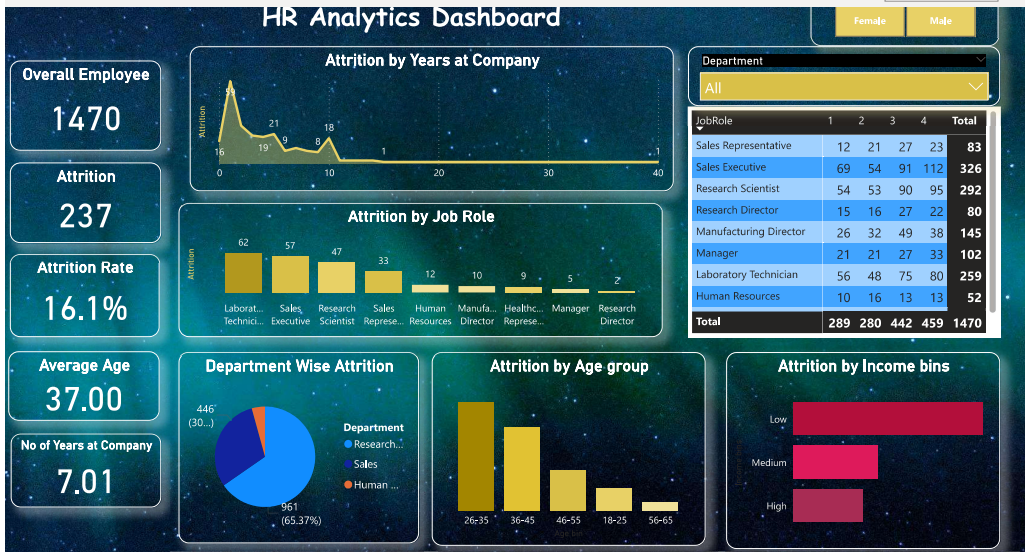 HR Analytics Dashboard
Female Male
Overall Employee
1470
Attrition
237
Attrition Rate
16.1%
Average Age
37.00
No of Years at Company
7.01
Attrition by Years at Company
Attrition
59
16
19
21
9
8
18
1
1
0 10 20 30 40
Department
All
JobRole 1 2 3 4 Total
Sales Representative 12 21 27 23 83
Sales Executive 69 54 91 112 326
Research Scientist 54 53 90 95 292
Research Director 15 16 27 22 80
Manufacturing Director 26 32 49 38 145
Manager 21 21 27 33 102
Laboratory Technician 56 48 75 80 259
Human Resources 10 16 13 13 52
Total 289 280 442 459 1470
Attrition by Job Role
Attrition
62 57 47 33 12 10 9 5 2
Laborat... Sales Research Sales Human Manufa... Healthc... Manager Research
Technici... Executive Scientist Represe... Resources Director Represe... Director
Department Wise Attrition
446
(30...)
961
(65.37%)
Department
Research...
Sales
Human ...
Attrition by Age group
26-35 36-45 46-55 18-25 56-65
Age bin
Attrition by Income bins
Low
Medium
High